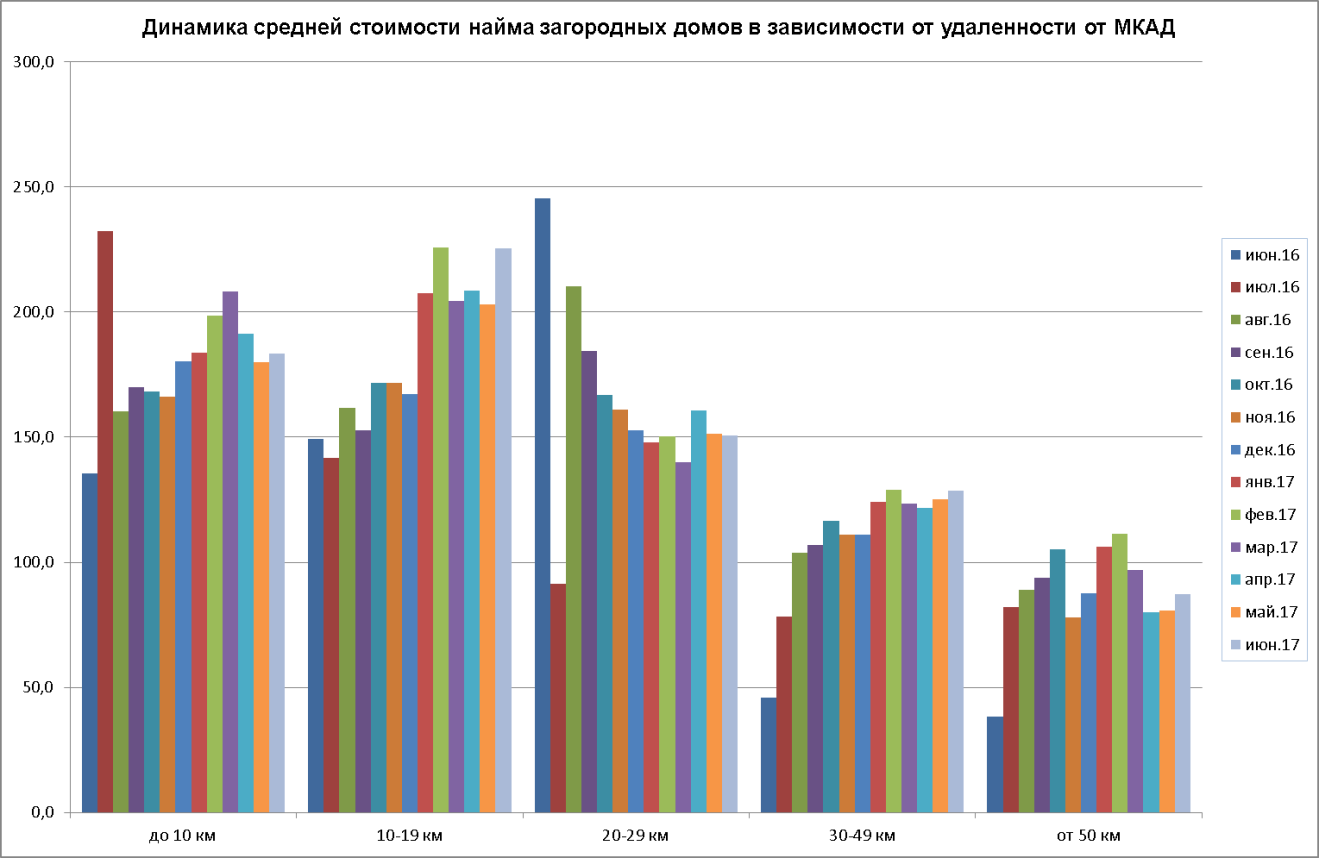 Динамика средней стоимости найма загородных домов в зависимости от удаленности от МКАД
300,0
250,0
200,0
150,0
100,0
50,0
0,0
до 10 км
10-19 км
20-29 км
30-49 км
от 50 км
июн.16
июл.16
авг.16
сен.16
окт.16
ноя.16
дек.16
янв.17
фев.17
мар.17
апр.17
май.17
июн.17